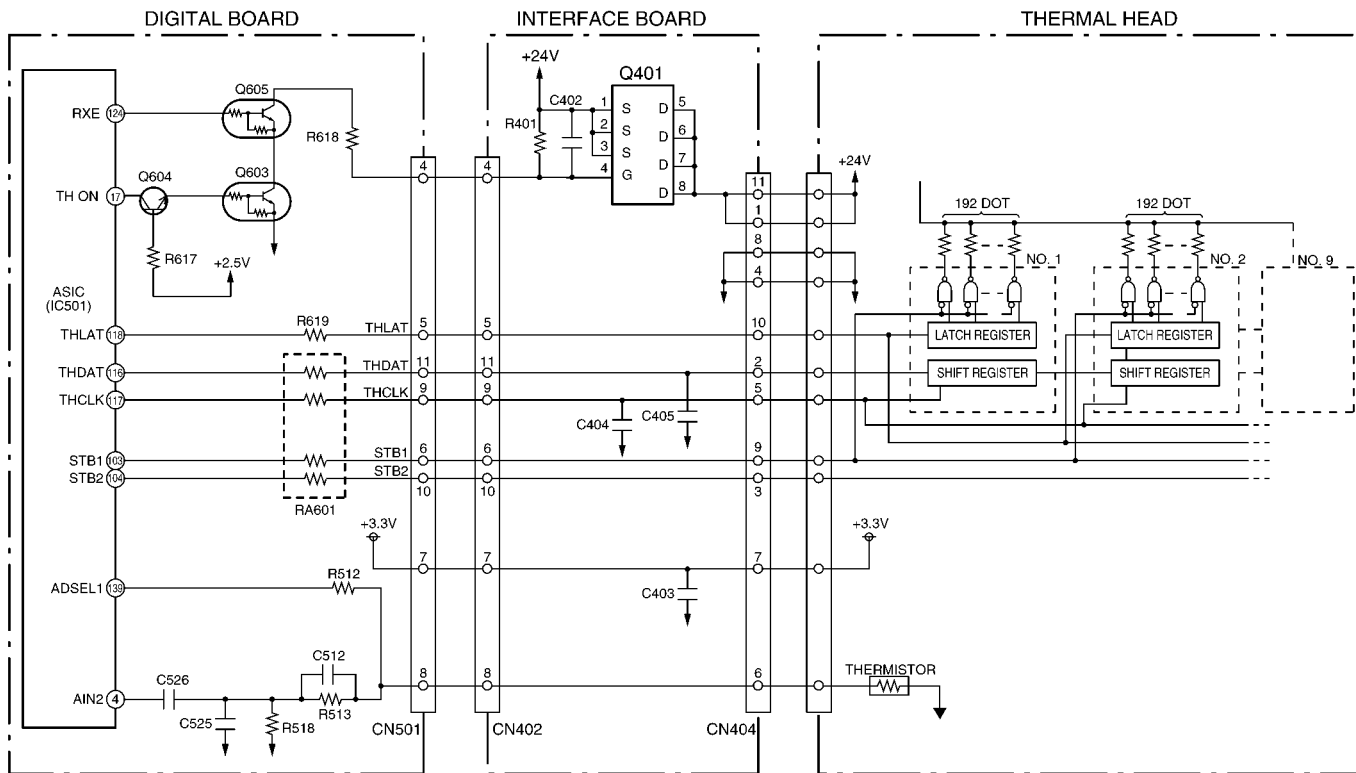 DIGITAL BOARD
INTERFACE BOARD
THERMAL HEAD
ASIC
(IC501)
RXE 124
Q605
R618
TH ON 17
Q604
Q603
R617
+2.5V
THLAT 118
R619
THLAT
5
5
10
THDAT 116
THDAT
11
11
2
THCLK 117
THCLK
9
9
5
STB1 103
STB1
6
6
9
STB2 104
STB2
10
10
3
RA601
+3.3V
7
7
7
+3.3V
ADSEL1 139
R512
AIN2 4
C526
C525
R518
C512
R513
8
8
6
CN501
CN402
CN404
4
4
+24V
R401
C402
Q401
1 S D 5
2 S D 6
3 S D 7
4 G D 8
11
1
8
4
+24V
C404
C405
C403
192 DOT
192 DOT
NO. 1
NO. 2
NO. 9
LATCH REGISTER
LATCH REGISTER
SHIFT REGISTER
SHIFT REGISTER
THERMISTOR